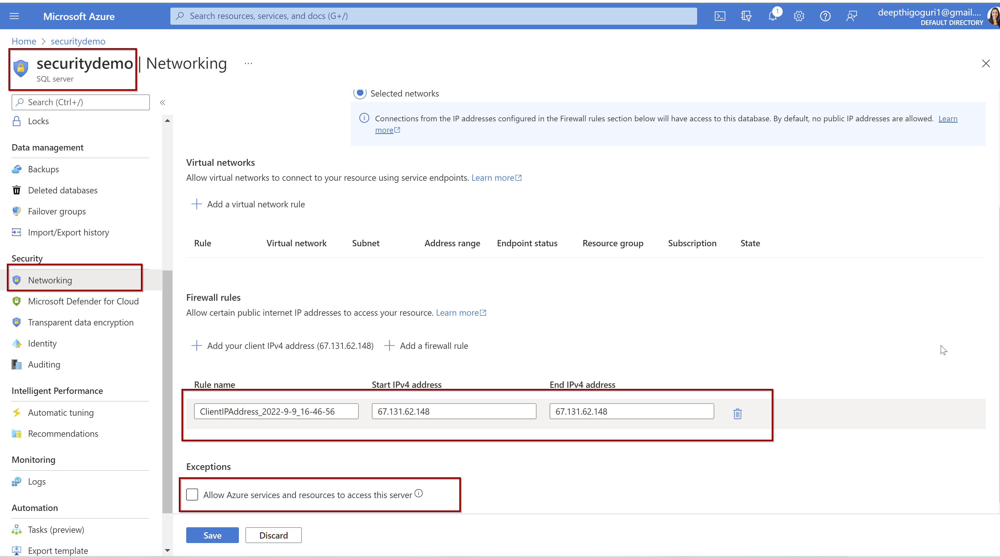 Microsoft Azure
Search resources, services, and docs (G+/)
1
deepthigoguri1@gmail....
DEFAULT DIRECTORY
Home > securitydemo
securitydemo | Networking ...
SQL server
Search (Ctrl+/)
«
Locks
Data management
Backups
Deleted databases
Failover groups
Import/Export history
Security
Networking
Microsoft Defender for Cloud
Transparent data encryption
Identity
Auditing
Intelligent Performance
Automatic tuning
Recommendations
Monitoring
Logs
Automation
Tasks (preview)
Export template
Selected networks
Connections from the IP addresses configured in the Firewall rules section below will have access to this database. By default, no public IP addresses are allowed. Learn
more
Virtual networks
Allow virtual networks to connect to your resource using service endpoints. Learn more
+ Add a virtual network rule
Rule Virtual network Subnet Address range Endpoint status Resource group Subscription State
Firewall rules
Allow certain public internet IP addresses to access your resource. Learn more
+ Add your client IPv4 address (67.131.62.148) + Add a firewall rule
Rule name Start IPv4 address End IPv4 address
ClientIPAddress_2022-9-9_16-46-56 67.131.62.148 67.131.62.148
Exceptions
Allow Azure services and resources to access this server
Save Discard